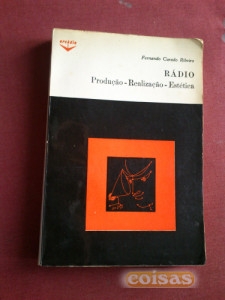 arcádia
Fernando Curado Ribeiro
RÁDIO
Produção - Realização - Estética
coisas